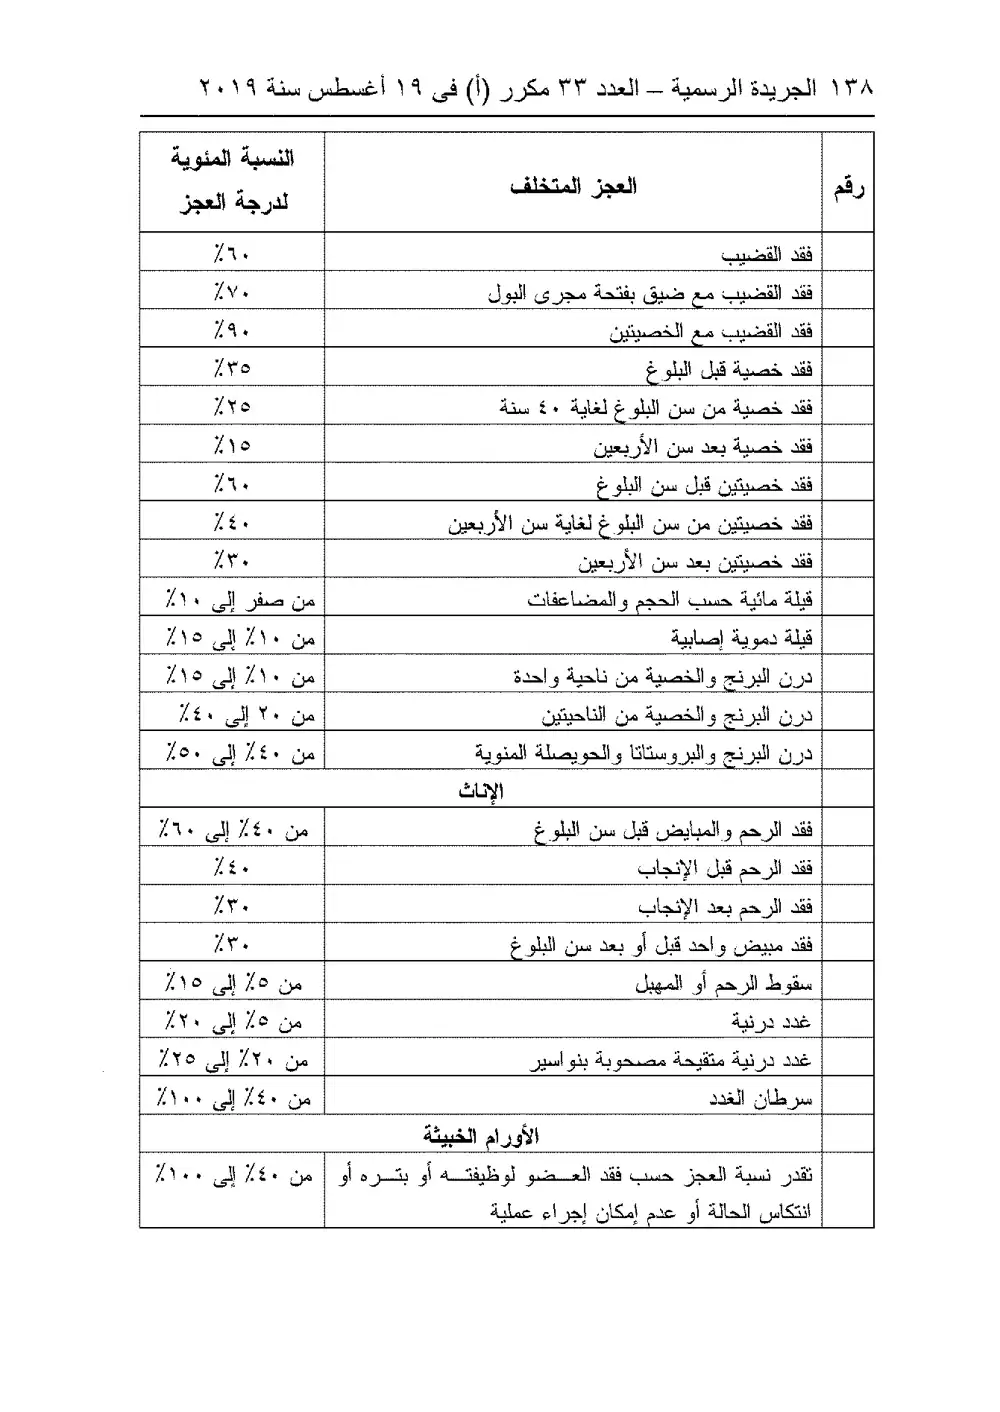 ١٣٨ الجريدة الرسمية – العدد ٣٣ مكرر (أ) فى ١٩ أغسطس سنة ٢٠١٩
رقم العجز المتخلف النسبة المئوية
لدرجة العجز
فقد القضيب ٦٠٪
فقد القضيب مع ضيق بفتحة مجرى البول ٧٠٪
فقد القضيب مع الخصيتين ٩٠٪
فقد خصية قبل البلوغ ٣٥٪
فقد خصية من سن البلوغ لغاية ٤٠ سنة ٢٥٪
فقد خصية بعد سن الأربعين ١٥٪
فقد خصيتين قبل سن البلوغ ٦٠٪
فقد خصيتين من سن البلوغ لغاية سن الأربعين ٤٠٪
فقد خصيتين بعد سن الأربعين ٣٠٪
قيلة مائية حسب الحجم والمضاعفات من صفر إلى ١٠٪
قيلة دموية إصابية من ١٠٪ إلى ١٥٪
درن البرنج والخصية من ناحية واحدة من ١٠٪ إلى ١٥٪
درن البرنج والخصية من الناحيتين من ٢٠ إلى ٤٠٪
درن البرنج والبروستاتا والحويصلة المنوية من ٤٠٪ إلى ٥٠٪
الإناث
فقد الرحم والمبايض قبل سن البلوغ من ٤٠٪ إلى ٦٠٪
فقد الرحم قبل الإنجاب ٤٠٪
فقد الرحم بعد الإنجاب ٣٠٪
فقد مبيض واحد قبل أو بعد سن البلوغ ٣٠٪
سقوط الرحم أو المهبل من ٥٪ إلى ١٥٪
غدد درنية من ٥٪ إلى ٢٠٪
غدد درنية متقيحة مصحوبة بنواسير من ٢٠٪ إلى ٢٥٪
سرطان الغدد من ٤٠٪ إلى ١٠٠٪
الأورام الخبيثة
تقدر نسبة العجز حسب فقد العـــضو لوظيفتـــه أو بتـــره أو من ٤٠٪ إلى ١٠٠٪
انتكاس الحالة أو عدم إمكان إجراء عملية